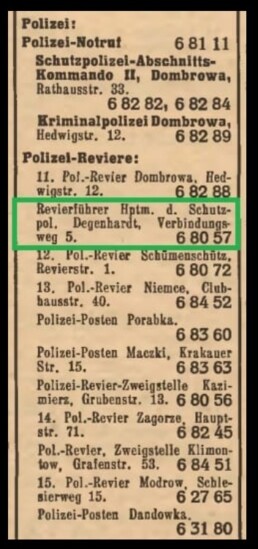 Polizei:
Polizei-Notruf 6 81 11
Schutzpolizei-Abschnitts-
Kommando II, Dombrowa,
Rathausstr. 33.
6 82 82, 6 82 84
Kriminalpolizei Dombrowa,
Hedwigstr. 12. 6 82 89
Polizei-Reviere:
11. Pol.-Revier Dombrowa, Hed-
wigstr. 12. 6 82 88
Revierführer Hptm. d. Schutz-
pol. Degenhardt, Verbindungs-
weg 5. 6 80 57
12. Pol.-Revier Schümenschütz,
Revierstr. 1. 6 80 72
13. Pol.-Revier Niemce, Club-
hausstr. 40. 6 84 52
Polizei-Posten Porabka.
6 83 60
Polizei-Posten Maczki, Krakauer
Str. 15. 6 83 63
Polizei-Revier-Zweigstelle Kazi-
mierz, Grubenstr. 13. 6 80 56
14. Pol.-Revier Zagorze, Haupt-
str. 71. 6 82 45
Pol.-Revier, Zweigstelle Klimon-
tow, Grafenstr. 53. 6 84 51
15. Pol.-Revier Modrow, Schle-
sierweg 15. 6 27 65
Polizei-Posten Dandowka.
6 31 80